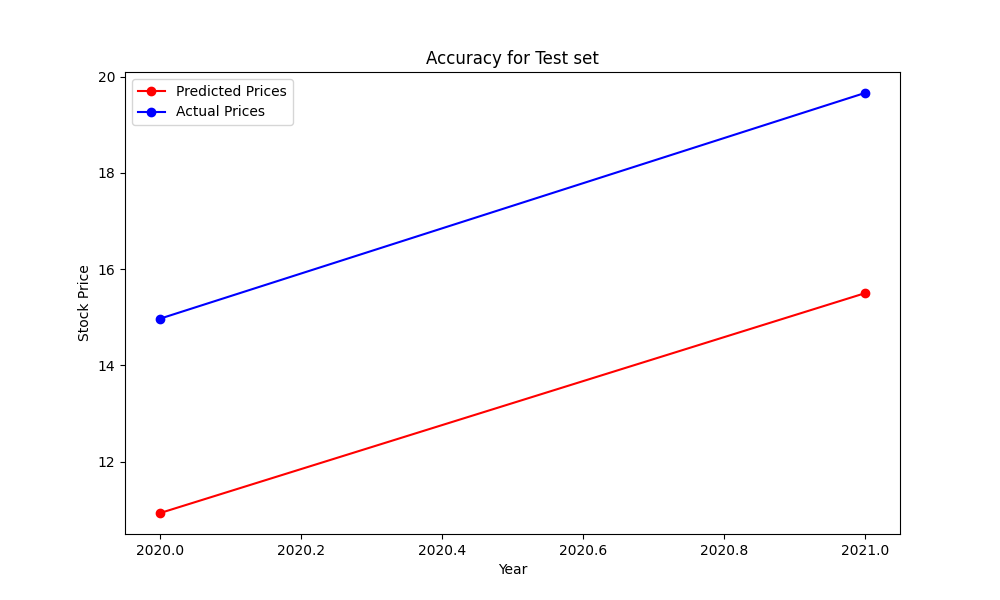 Accuracy for Test set
Predicted Prices
Actual Prices
Stock Price
20
18
16
14
12
2020.0
2020.2
2020.4
2020.6
2020.8
2021.0
Year